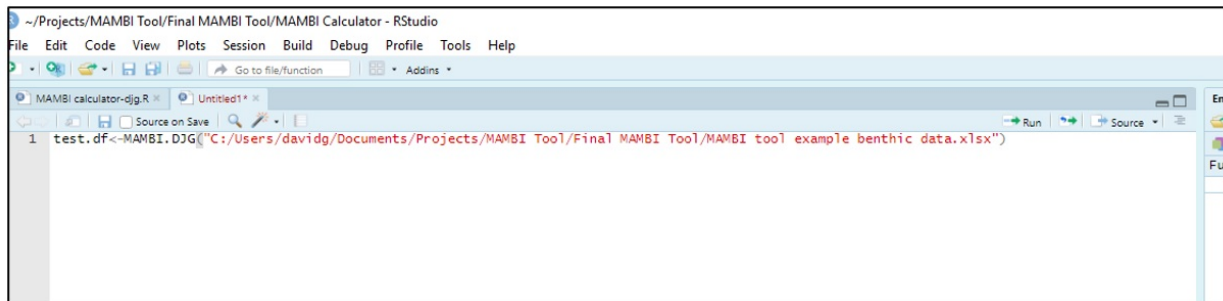 ~/Projects/MAMBI Tool/Final MAMBI Tool/MAMBI Calculator - RStudio
File Edit Code View Plots Session Build Debug Profile Tools Help
Go to file/function Addins
MAMBI calculator-djg.R Untitled1*
Source on Save Run Source
1 test.df<-MAMBI.DJG("C:/Users/davidg/Documents/Projects/MAMBI Tool/Final MAMBI Tool/MAMBI tool example benthic data.xlsx")
En
Fu